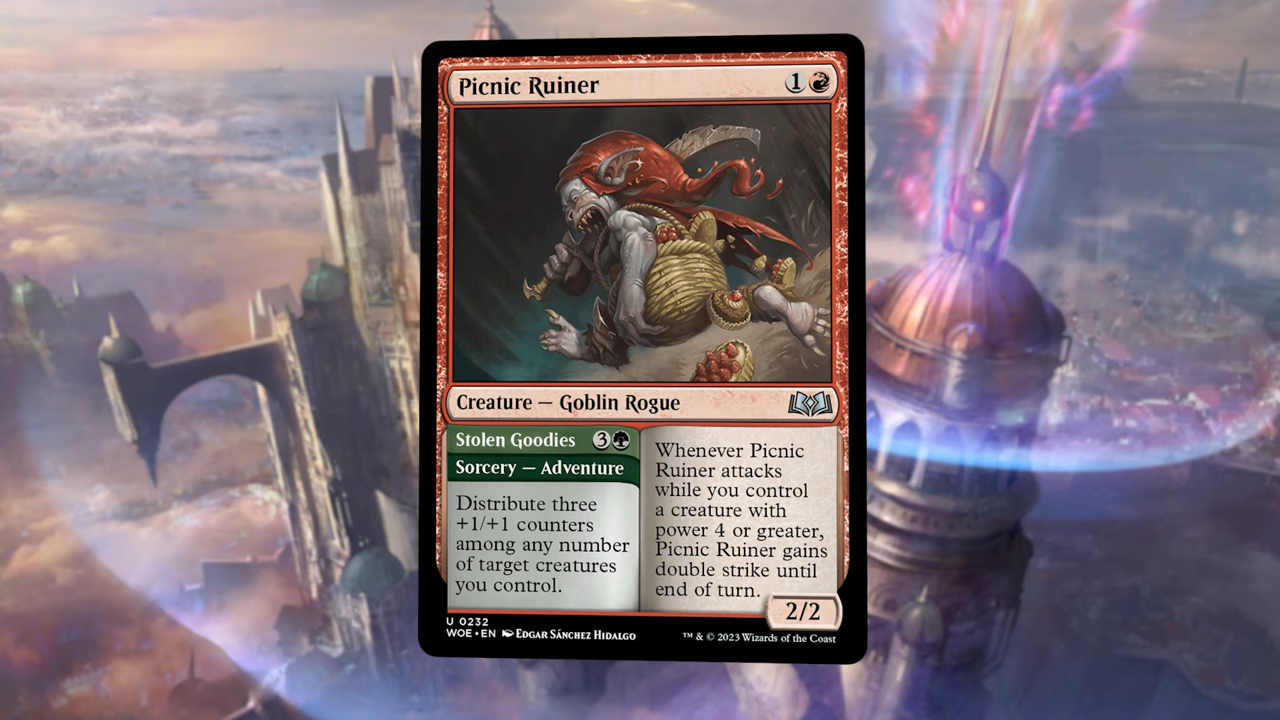 Picnic Ruiner 1
Creature — Goblin Rogue
Stolen Goodies 3
Sorcery — Adventure
Distribute three
+1/+1 counters
among any number
of target creatures
you control.
Whenever Picnic
Ruiner attacks
while you control
a creature with
power 4 or greater,
Picnic Ruiner gains
double strike until
end of turn.
2/2
U 0232
WOE • EN Edgar Sánchez Hidalgo
™ & © 2023 Wizards of the Coast